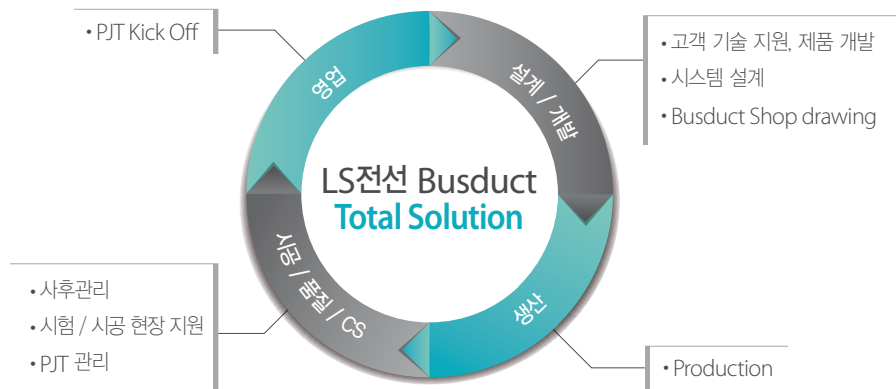 • PJT Kick Off
영업
설계 / 개발
• 고객 기술 지원, 제품 개발
• 시스템 설계
• Busduct Shop drawing
LS전선 Busduct
Total Solution
시공 / 품질 / CS
• 사후관리
• 시험 / 시공 현장 지원
• PJT 관리
생산
• Production